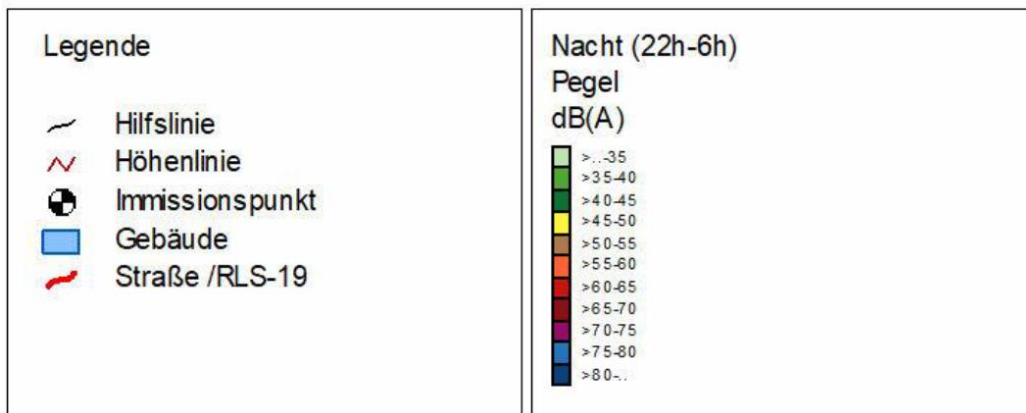 Legende
Hilfslinie
Höhenlinie
Immissionspunkt
Gebäude
Straße /RLS-19
Nacht (22h-6h)
Pegel
dB(A)
>..-35
>35-40
>40-45
>45-50
>50-55
>55-60
>60-65
>65-70
>70-75
>75-80
>80-..